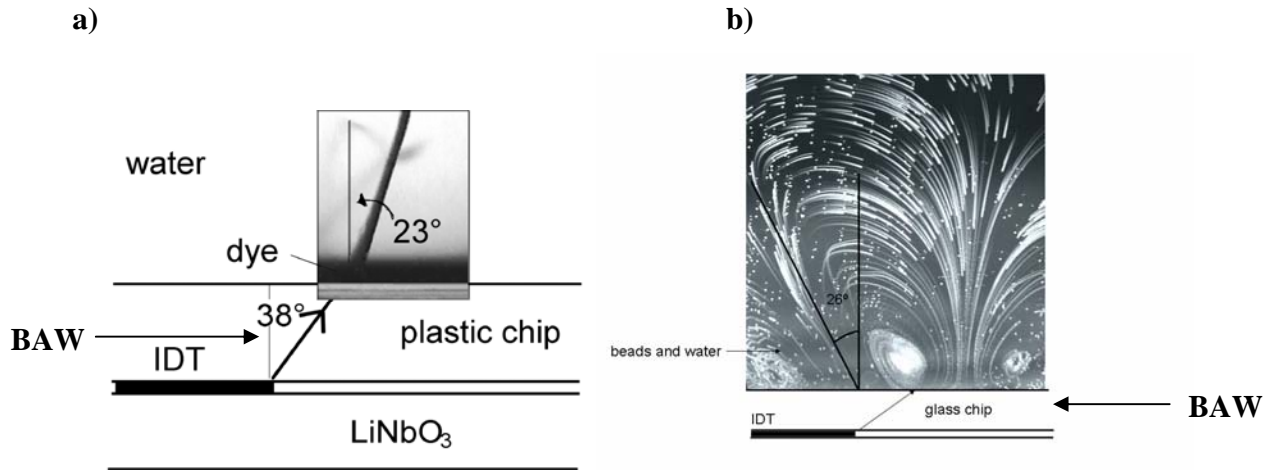 a)
water
23°
dye
38°
BAW
plastic chip
IDT
LiNbO₃
b)
26°
beads and water
glass chip
IDT
BAW